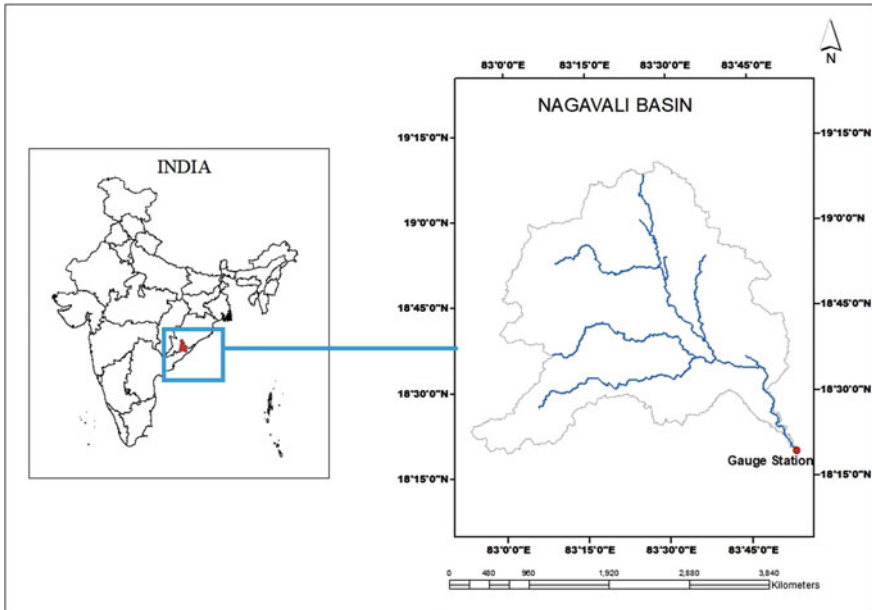 N
83°0'0"E 83°15'0"E 83°30'0"E 83°45'0"E
NAGAVALI BASIN
INDIA
19°15'0"N
19°0'0"N
18°45'0"N
18°30'0"N
18°15'0"N
19°15'0"N
19°0'0"N
18°45'0"N
18°30'0"N
18°15'0"N
Gauge Station
83°0'0"E 83°15'0"E 83°30'0"E 83°45'0"E
0 480 960 1,920 2,880 3,840
Kilometers